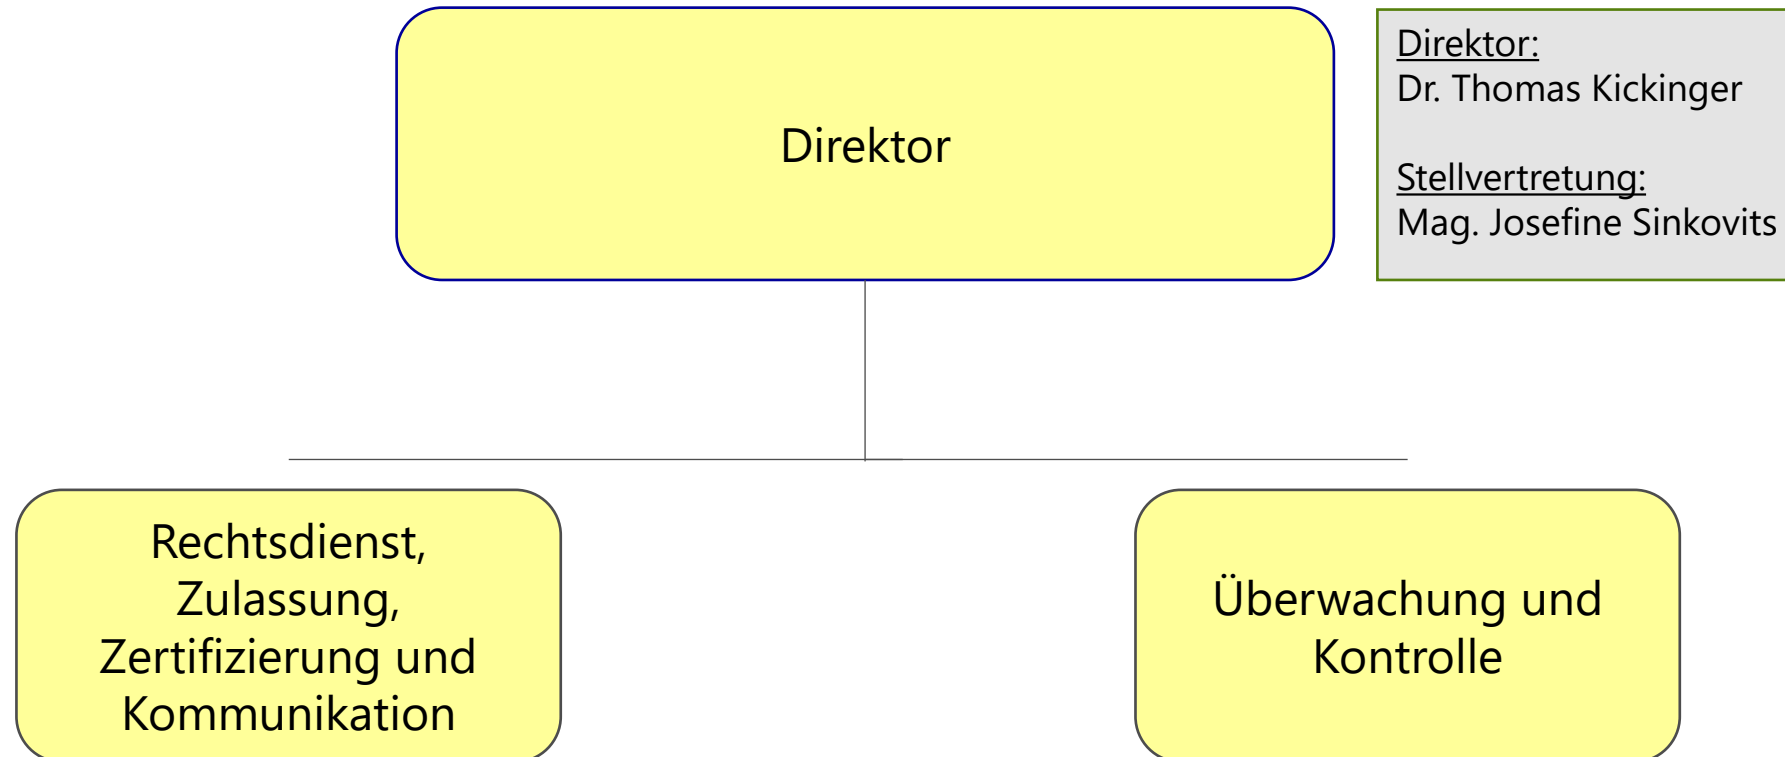 Direktor
Direktor:
Dr. Thomas Kickinger
Stellvertretung:
Mag. Josefine Sinkovits
Rechtsdienst,
Zulassung,
Zertifizierung und
Kommunikation
Überwachung und
Kontrolle